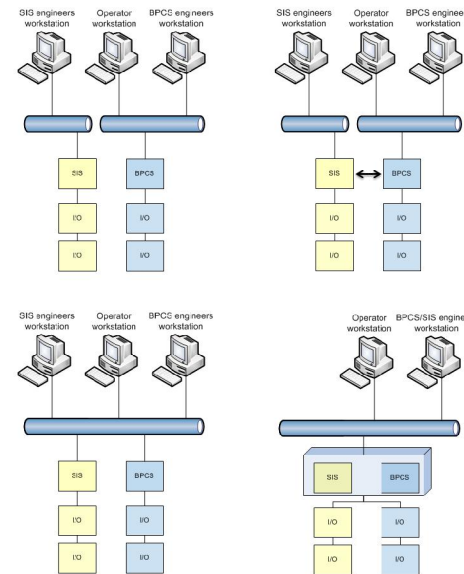 SIS engineers Operator BPCS engineers
workstation workstation workstation
SIS BPCS
I/O I/O
I/O I/O
SIS engineers Operator BPCS enginee
workstation workstation workstation
SIS BPCS
I/O I/O
I/O I/O
SIS engineers Operator BPCS engineers
workstation workstation workstation
SIS BPCS
I/O I/O
I/O I/O
Operator BPCS/SIS engine
workstation workstation
SIS BPCS
I/O I/O
I/O I/O